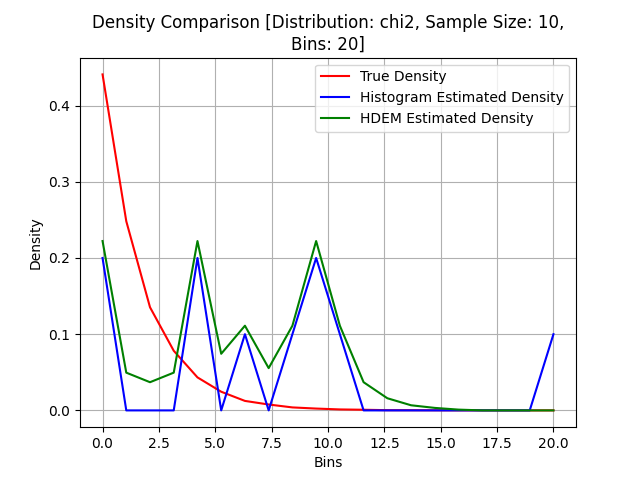 Density Comparison [Distribution: chi2, Sample Size: 10,
Bins: 20]
True Density
Histogram Estimated Density
HDEM Estimated Density
Density
0.4
0.3
0.2
0.1
0.0
0.0 2.5 5.0 7.5 10.0 12.5 15.0 17.5 20.0
Bins